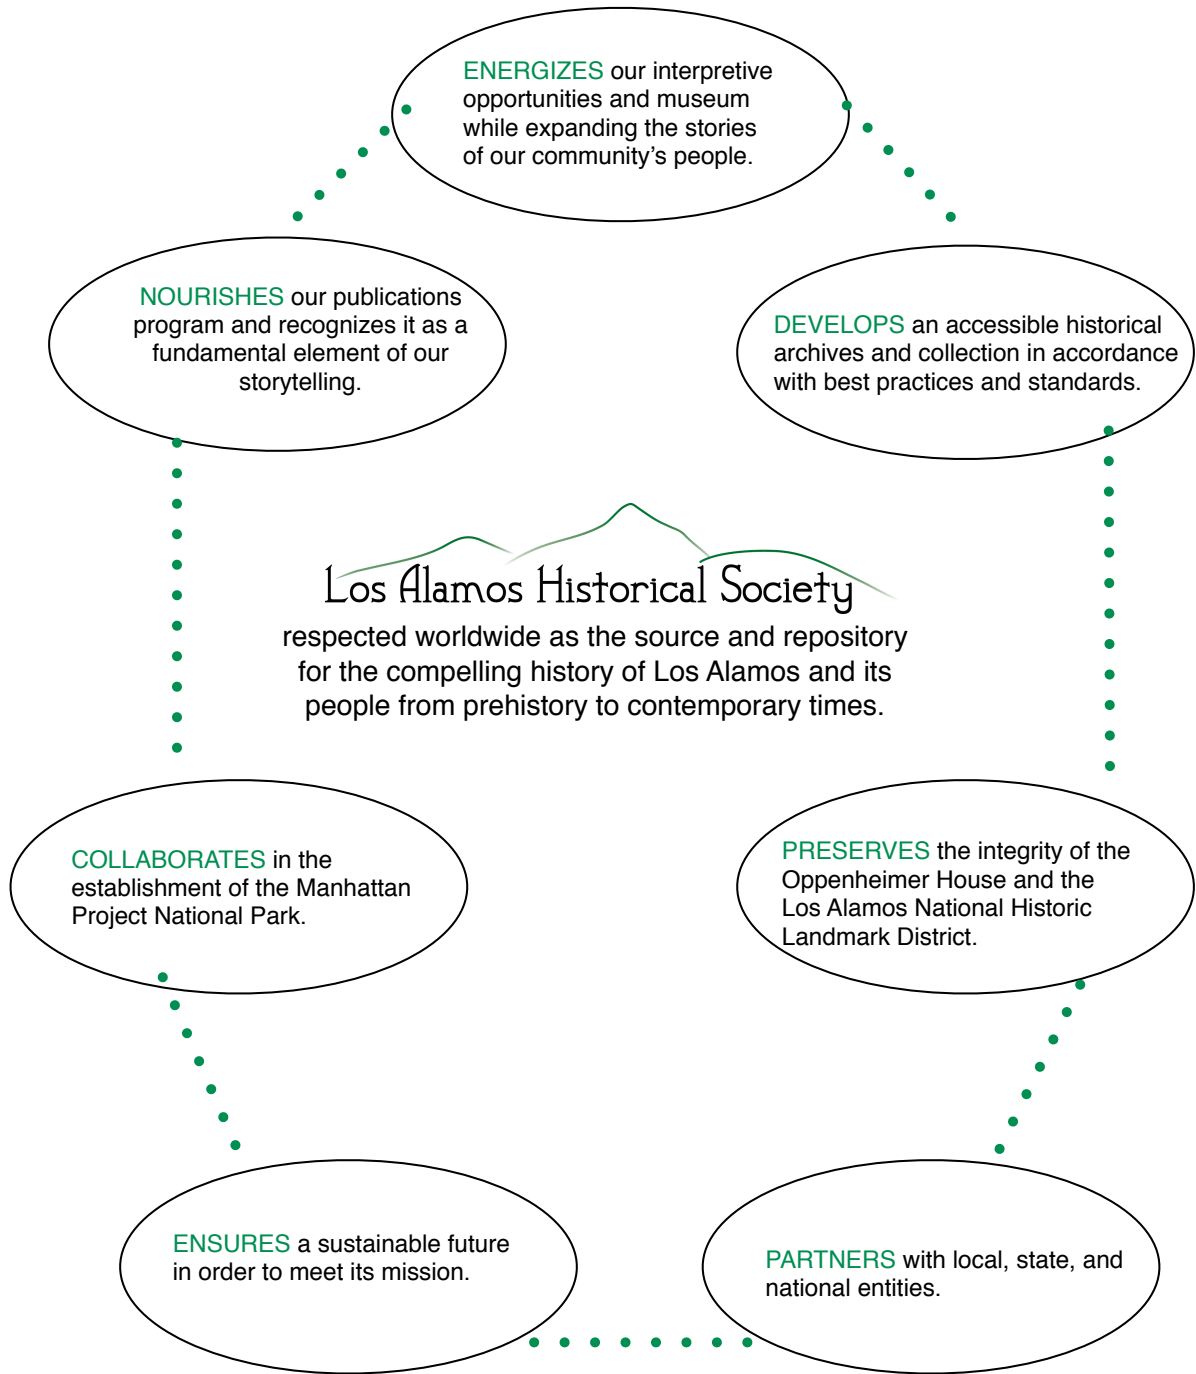 ENERGIZES our interpretive
opportunities and museum
while expanding the stories
of our community's people.
NOURISHES our publications
program and recognizes it as a
fundamental element of our
storytelling.
DEVELOPS an accessible historical
archives and collection in accordance
with best practices and standards.
Los Alamos Historical Society
respected worldwide as the source and repository
for the compelling history of Los Alamos and its
people from prehistory to contemporary times.
COLLABORATES in the
establishment of the Manhattan
Project National Park.
PRESERVES the integrity of the
Oppenheimer House and the
Los Alamos National Historic
Landmark District.
ENSURES a sustainable future
in order to meet its mission.
PARTNERS with local, state, and
national entities.